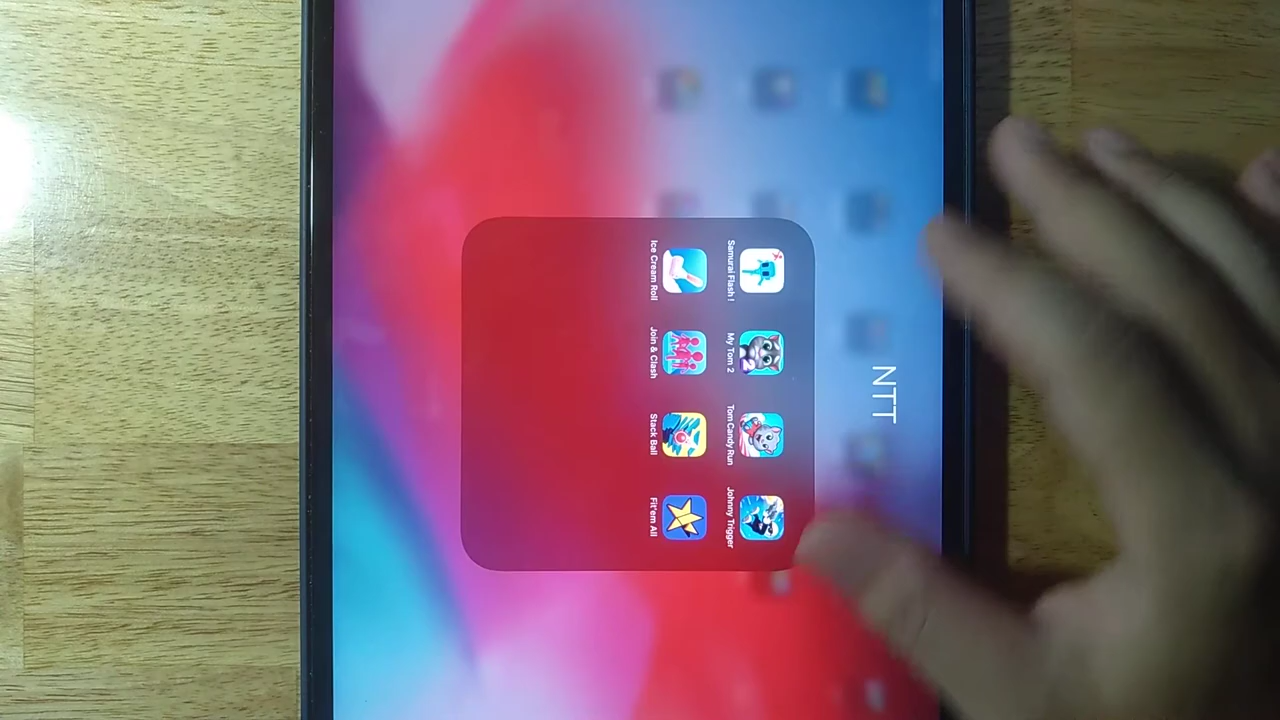 NTT
Samurai Flash !
My Tom 2
Tom Candy Run
Johnny Trigger
Ice Cream Roll
Join & Clash
Stack Ball
Fit'em All